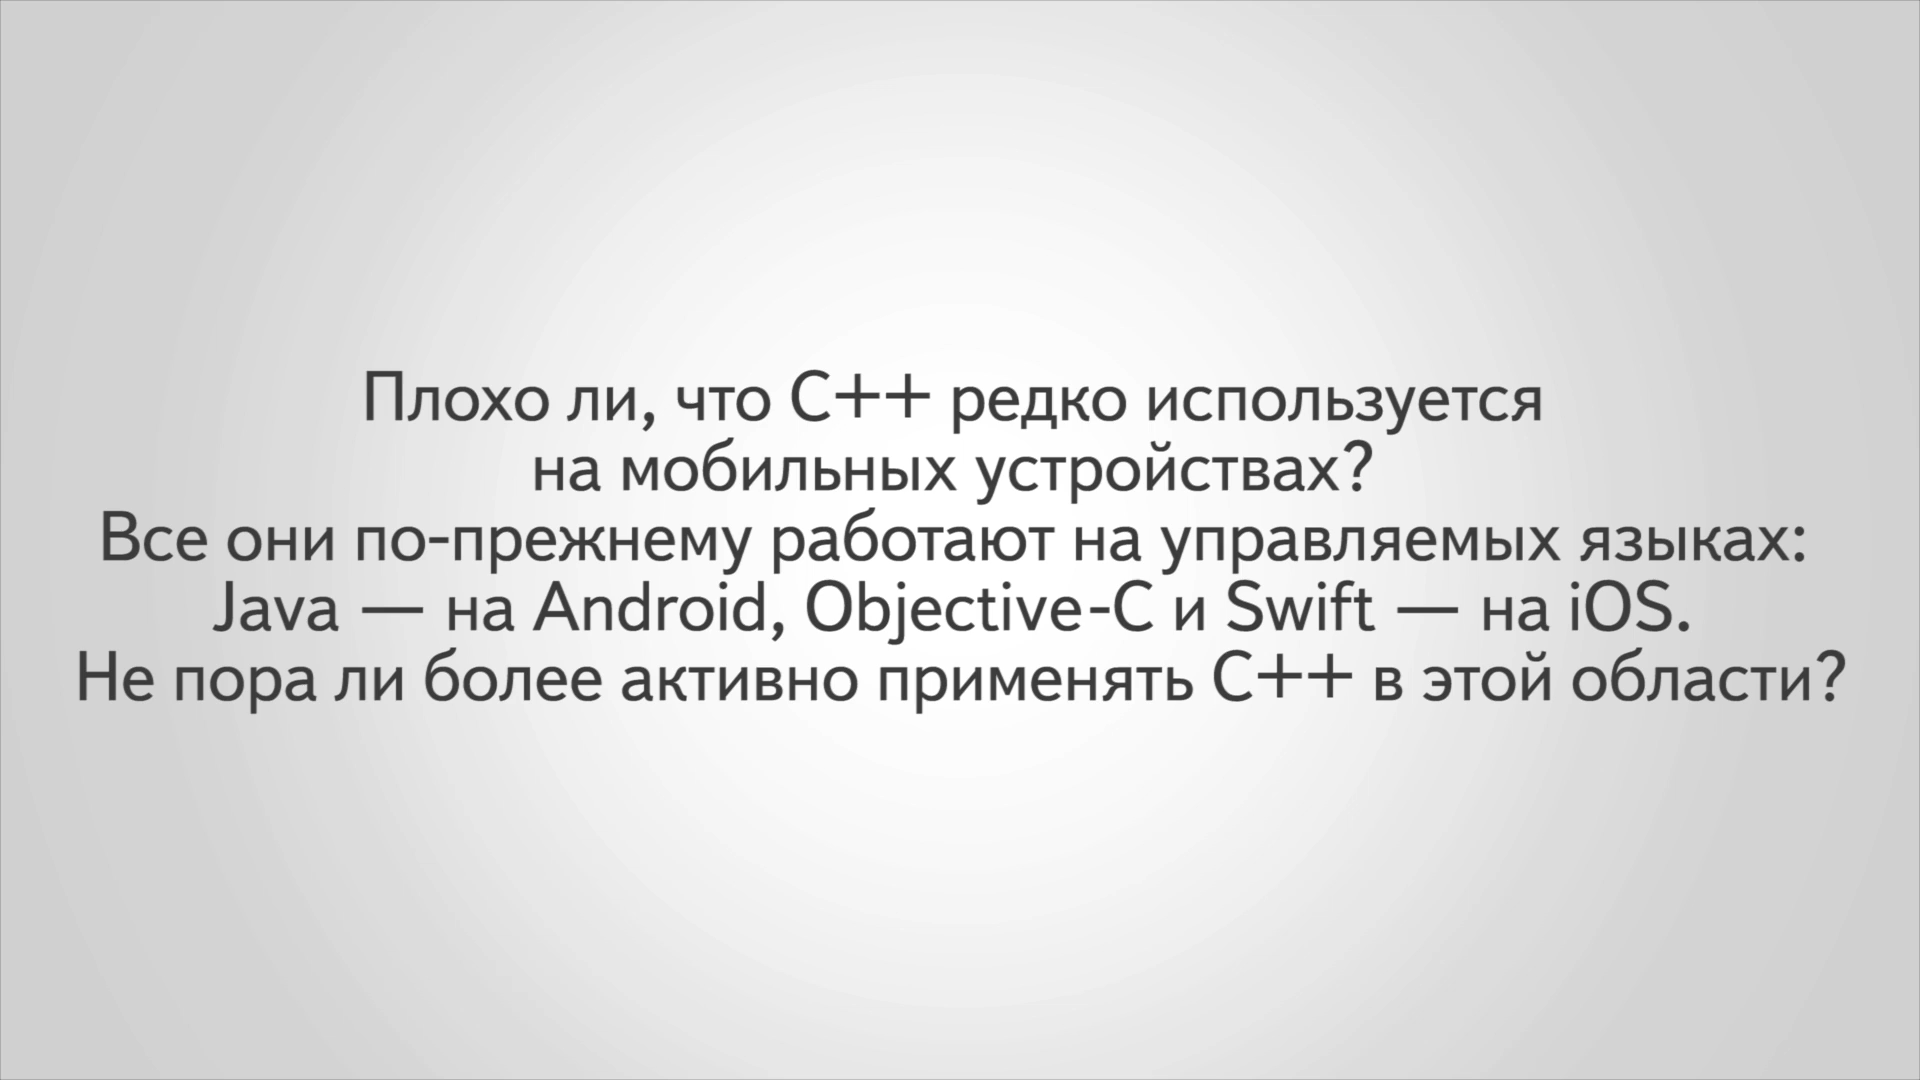 Плохо ли, что C++ редко используется
на мобильных устройствах?
Все они по-прежнему работают на управляемых языках:
Java — на Android, Objective-C и Swift — на iOS.
Не пора ли более активно применять C++ в этой области?